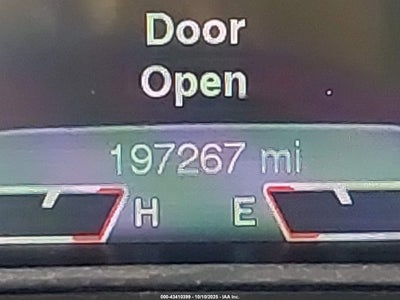 Door
Open
197267 mi
H E
000-43410399 - 10/10/2025 - IAA Inc.